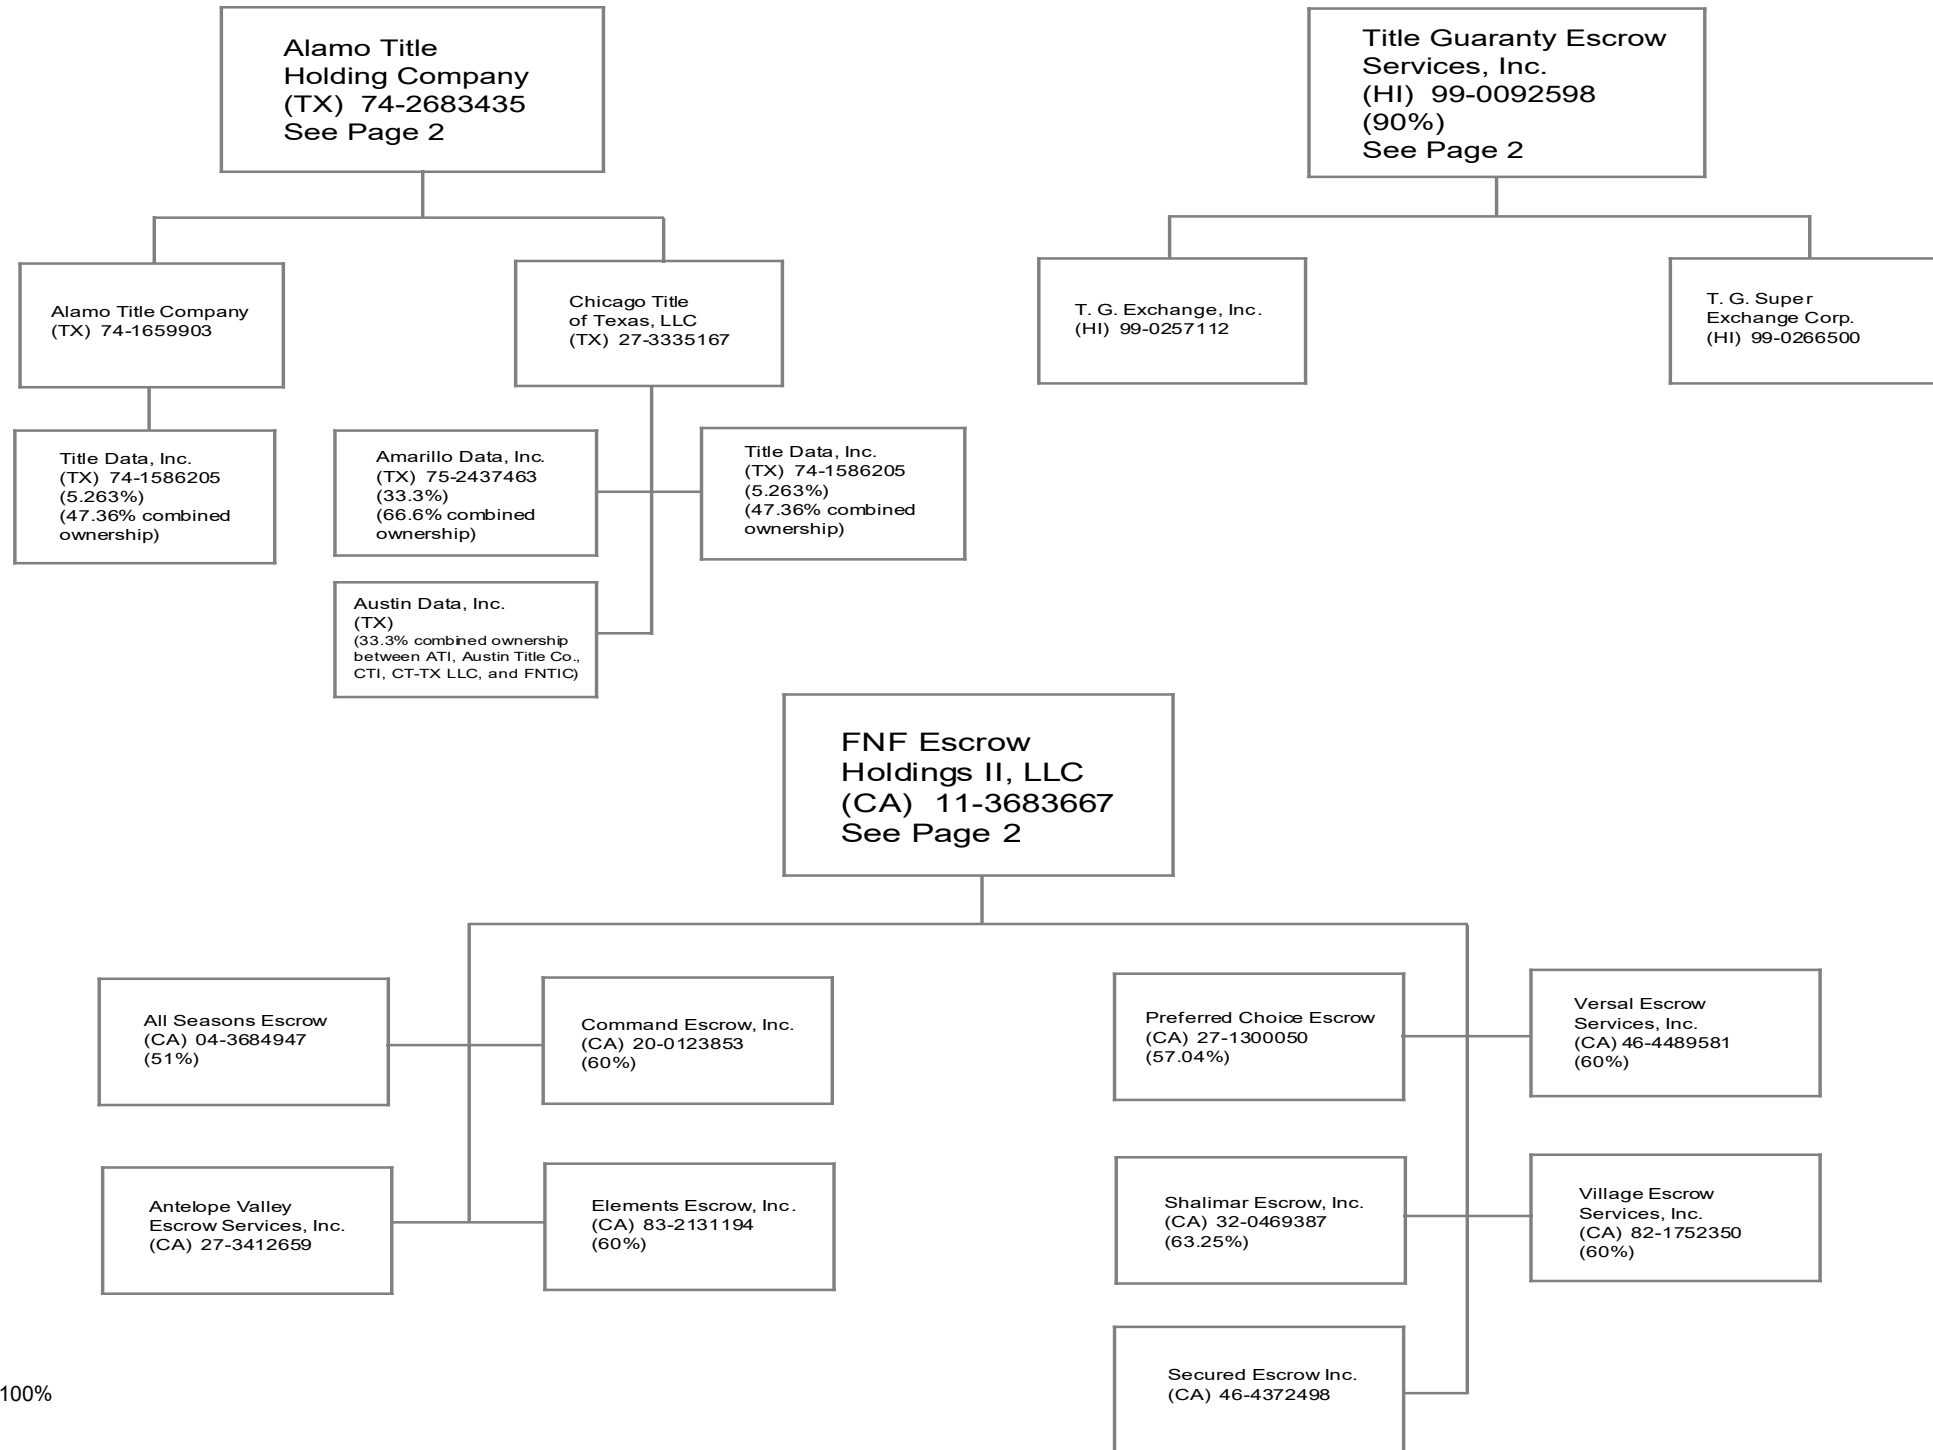 Alamo Title
Holding Company
(TX) 74-2683435
See Page 2
Title Guaranty Escrow
Services, Inc.
(HI) 99-0092598
(90%)
See Page 2
Alamo Title Company
(TX) 74-1659903
Chicago Title
of Texas, LLC
(TX) 27-3335167
T. G. Exchange, Inc.
(HI) 99-0257112
T. G. Super
Exchange Corp.
(HI) 99-0266500
Title Data, Inc.
(TX) 74-1586205
(5.263%)
(47.36% combined
ownership)
Amarillo Data, Inc.
(TX) 75-2437463
(33.3%)
(66.6% combined
ownership)
Title Data, Inc.
(TX) 74-1586205
(5.263%)
(47.36% combined
ownership)
Austin Data, Inc.
(TX)
(33.3% combined ownership
between ATI, Austin Title Co.,
CTI, CT-TX LLC, and FNTIC)
FNF Escrow
Holdings II, LLC
(CA) 11-3683667
See Page 2
All Seasons Escrow
(CA) 04-3684947
(51%)
Command Escrow, Inc.
(CA) 20-0123853
(60%)
Preferred Choice Escrow
(CA) 27-1300050
(57.04%)
Versal Escrow
Services, Inc.
(CA) 46-4489581
(60%)
Antelope Valley
Escrow Services, Inc.
(CA) 27-3412659
Elements Escrow, Inc.
(CA) 83-2131194
(60%)
Shalimar Escrow, Inc.
(CA) 32-0469387
(63.25%)
Village Escrow
Services, Inc.
(CA) 82-1752350
(60%)
Secured Escrow Inc.
(CA) 46-4372498
100%